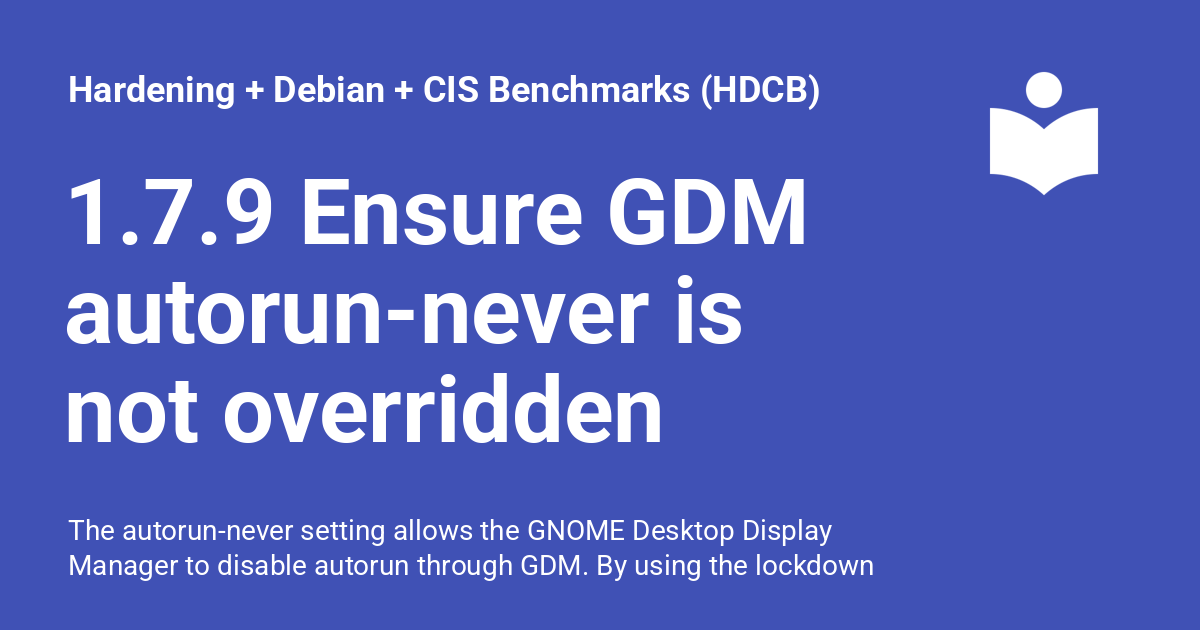 Hardening + Debian + CIS Benchmarks (HDCB)
1.7.9 Ensure GDM
autorun-never is
not overridden
The autorun-never setting allows the GNOME Desktop Display
Manager to disable autorun through GDM. By using the lockdown